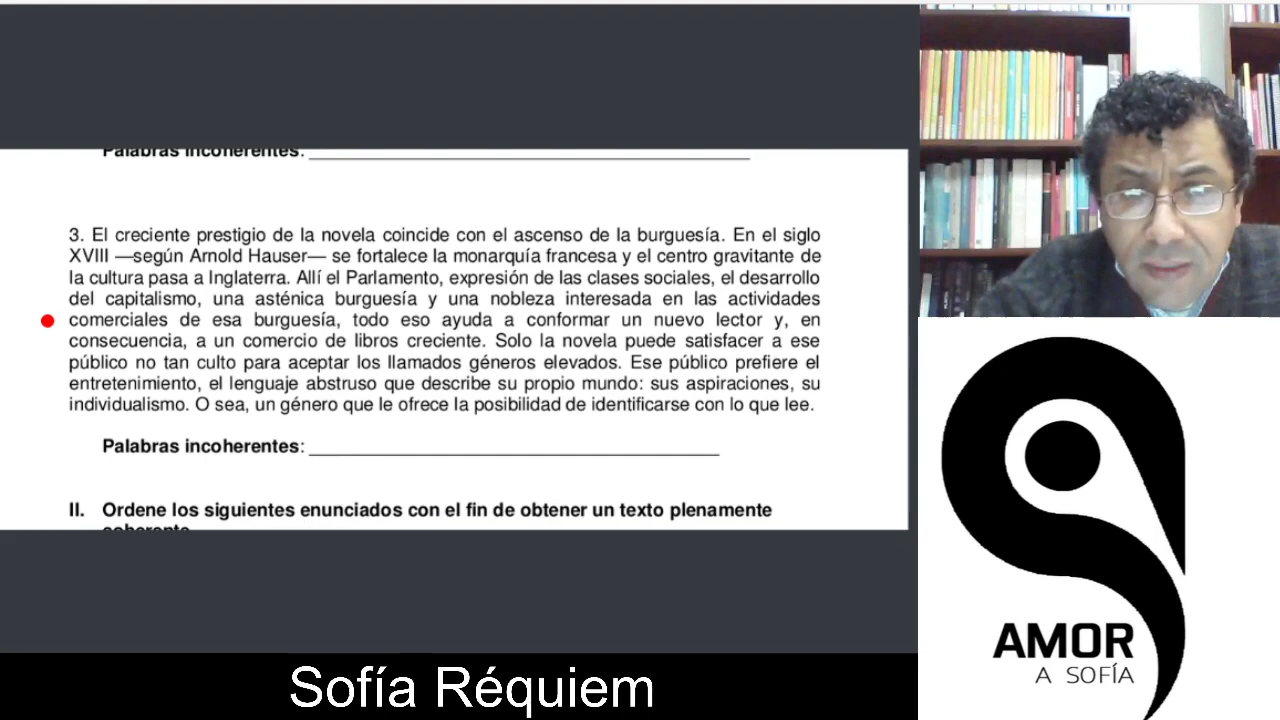 Palabras incoherentes:
3. El creciente prestigio de la novela coincide con el ascenso de la burguesía. En el siglo
XVIII —según Arnold Hauser— se fortalece la monarquía francesa y el centro gravitante de
la cultura pasa a Inglaterra. Allí el Parlamento, expresión de las clases sociales, el desarrollo
del capitalismo, una asténica burguesía y una nobleza interesada en las actividades
comerciales de esa burguesía, todo eso ayuda a conformar un nuevo lector y, en
consecuencia, a un comercio de libros creciente. Solo la novela puede satisfacer a ese
público no tan culto para aceptar los llamados géneros elevados. Ese público prefiere el
entretenimiento, el lenguaje abstruso que describe su propio mundo: sus aspiraciones, su
individualismo. O sea, un género que le ofrece la posibilidad de identificarse con lo que lee.
Palabras incoherentes:
II. Ordene los siguientes enunciados con el fin de obtener un texto plenamente
coherente
Sofía Réquiem
AMOR
A SOFÍA